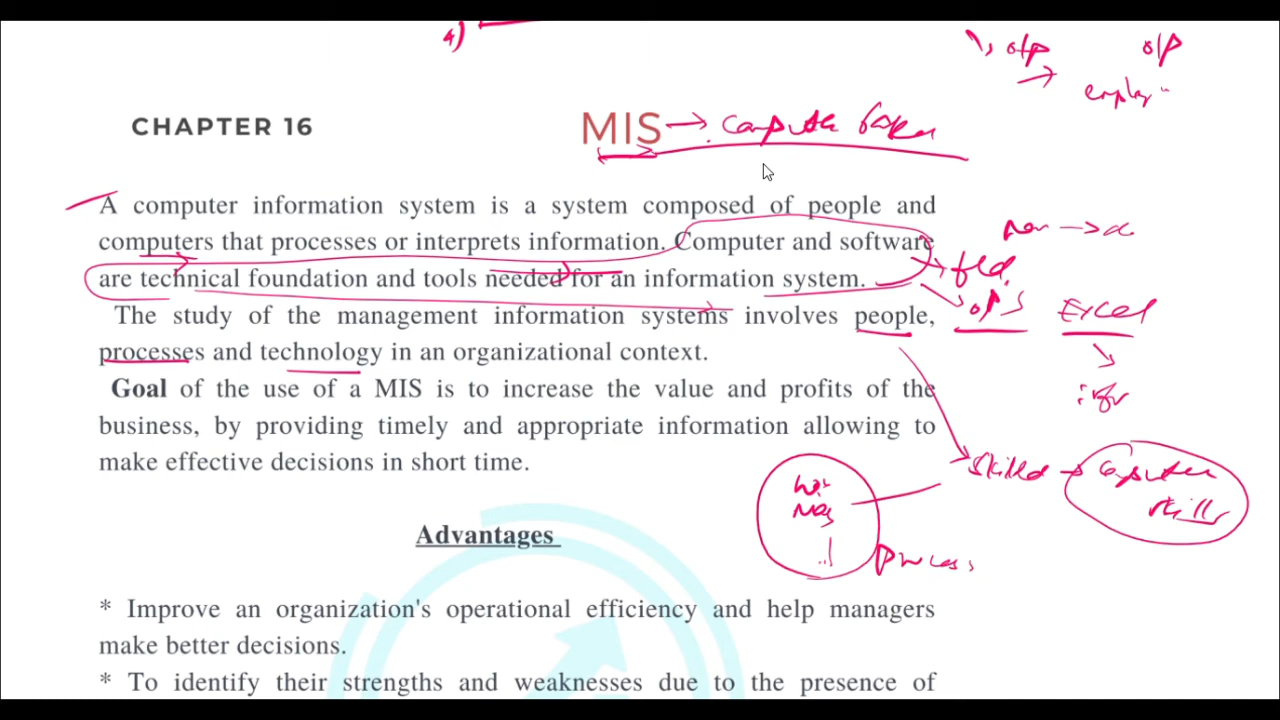 4)
o/p o/p
CHAPTER 16
MIS → Computer
A computer information system is a system composed of people and
computers that processes or interprets information. Computer and software
are technical foundation and tools needed for an information system.
Excel
The study of the management information systems involves people,
processes and technology in an organizational context.
Goal of the use of a MIS is to increase the value and profits of the
business, by providing timely and appropriate information allowing to
make effective decisions in short time.
Skilled → Computer
skills
process
Advantages
* Improve an organization's operational efficiency and help managers
make better decisions.
* To identify their strengths and weaknesses due to the presence of